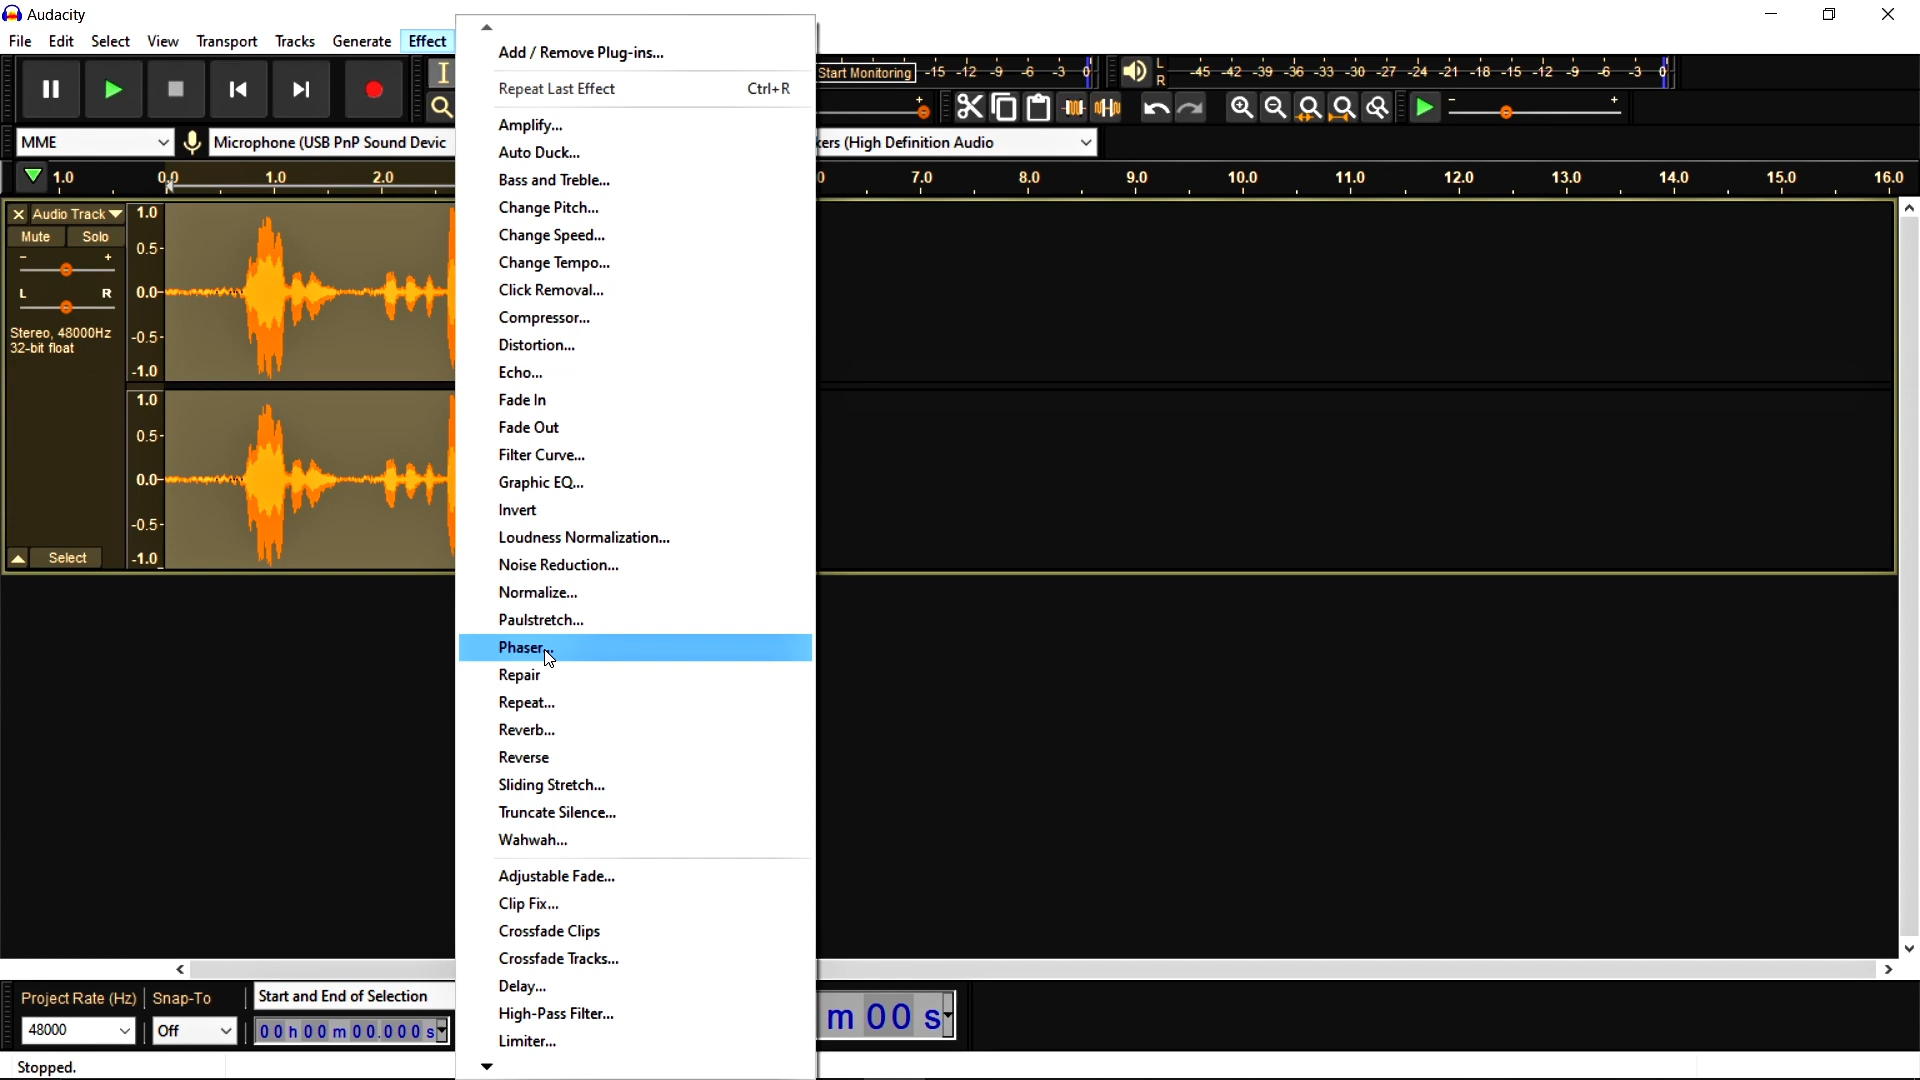 Audacity
File Edit Select View Transport Tracks Generate Effect
Add / Remove Plug-ins...
Repeat Last Effect Ctrl+R
Amplify...
Auto Duck...
Bass and Treble...
Change Pitch...
Change Speed...
Change Tempo...
Click Removal...
Compressor...
Distortion...
Echo...
Fade In
Fade Out
Filter Curve...
Graphic EQ...
Invert
Loudness Normalization...
Noise Reduction...
Normalize...
Paulstretch...
Phaser...
Repair
Repeat...
Reverb...
Reverse
Sliding Stretch...
Truncate Silence...
Wahwah...
Adjustable Fade...
Clip Fix...
Crossfade Clips
Crossfade Tracks...
Delay...
High-Pass Filter...
Limiter...
Start Monitoring -15 -12 -9 -6 -3 0
L
R
-45 -42 -39 -36 -33 -30 -27 -24 -21 -18 -15 -12 -9 -6 -3 0
+
- +
MME Microphone (USB PnP Sound Devic kers (High Definition Audio
1.0 0.0 1.0 2.0 0 7.0 8.0 9.0 10.0 11.0 12.0 13.0 14.0 15.0 16.0
Audio Track
Mute Solo
- +
L R
Stereo, 48000Hz
32-bit float
Select
1.0
0.5-
0.0-
-0.5-
-1.0
1.0
0.5-
0.0-
-0.5-
-1.0
Project Rate (Hz) Snap-To Start and End of Selection
48000 Off 00 h 00 m 00.000 s m 00 s
Stopped.